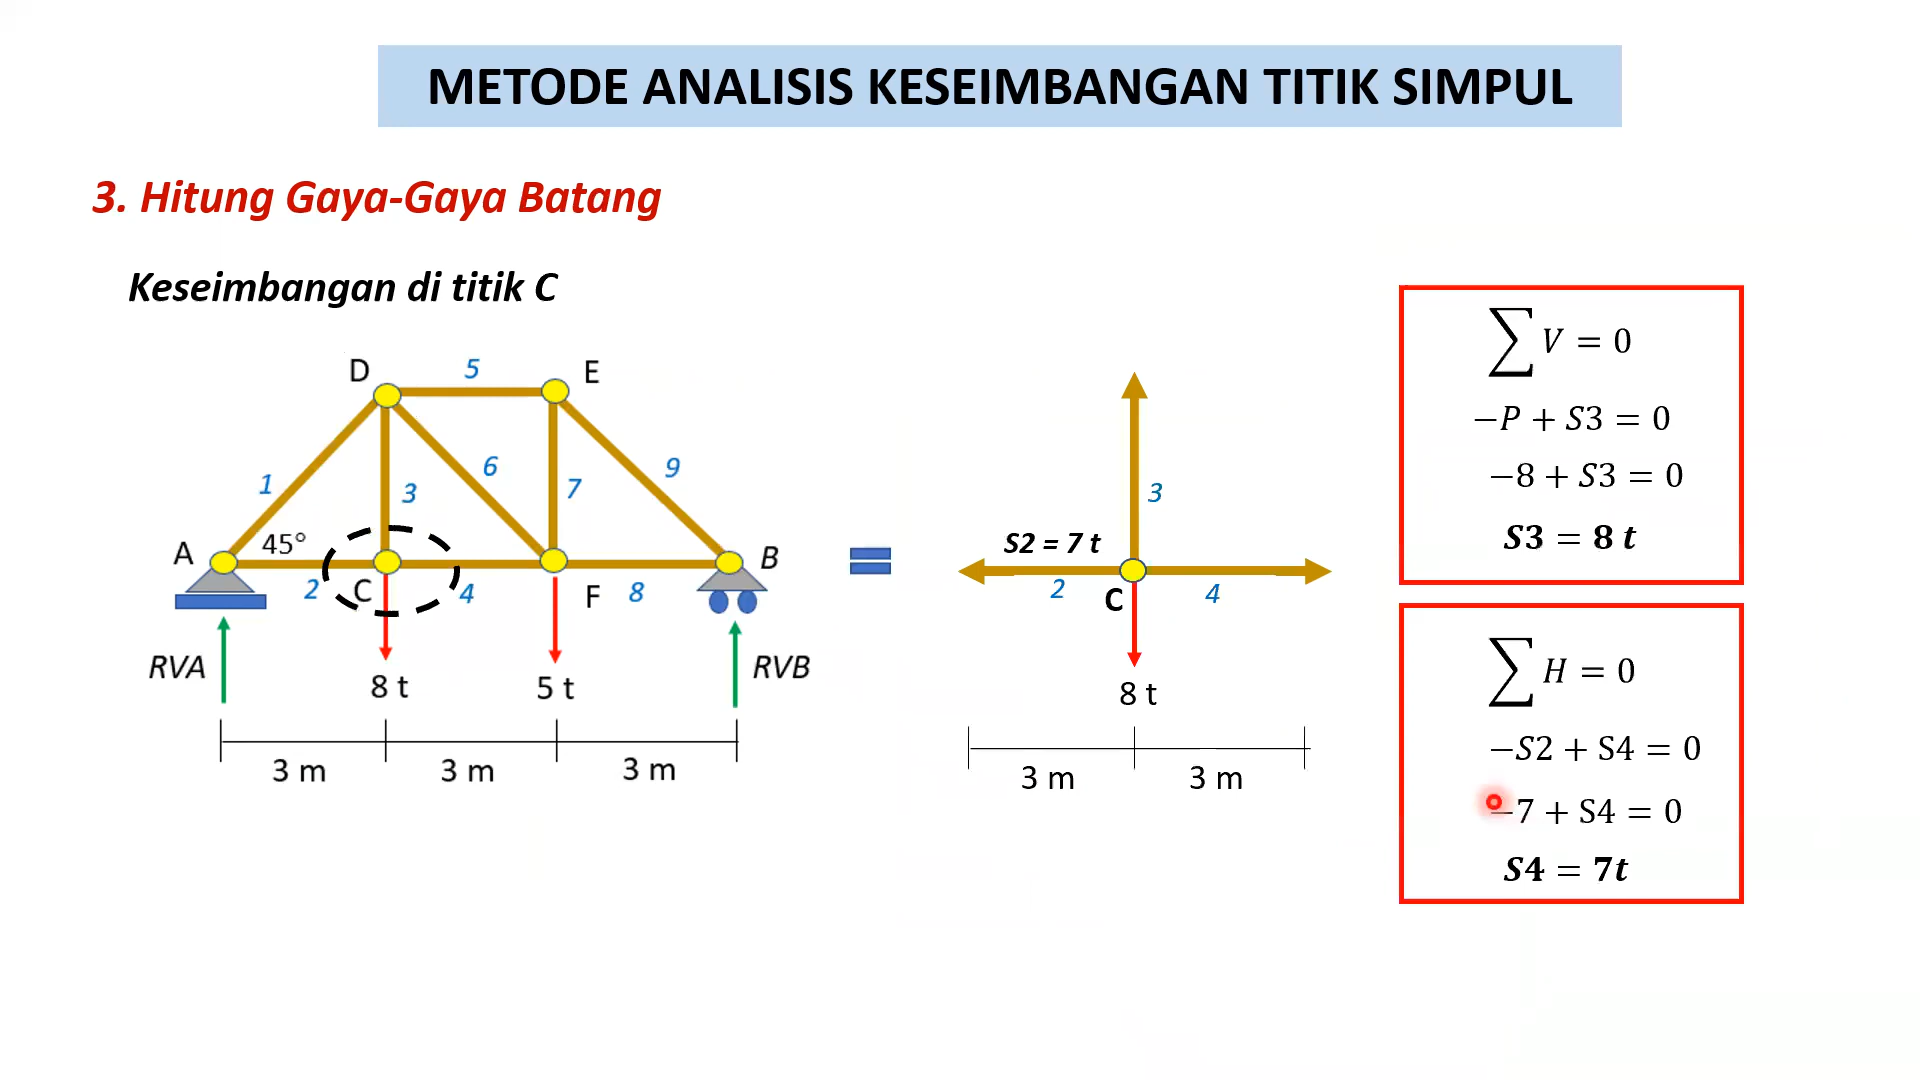 METODE ANALISIS KESEIMBANGAN TITIK SIMPUL
3. Hitung Gaya-Gaya Batang
Keseimbangan di titik C
D 5 E
1 3 6 7 9
A 45° B
2 C 4 F 8
RVA 8 t 5 t RVB
3 m 3 m 3 m
3
S2 = 7 t
2 C 4
8 t
3 m 3 m
∑ V = 0
−P + S3 = 0
−8 + S3 = 0
S3 = 8 t
∑ H = 0
−S2 + S4 = 0
−7 + S4 = 0
S4 = 7t